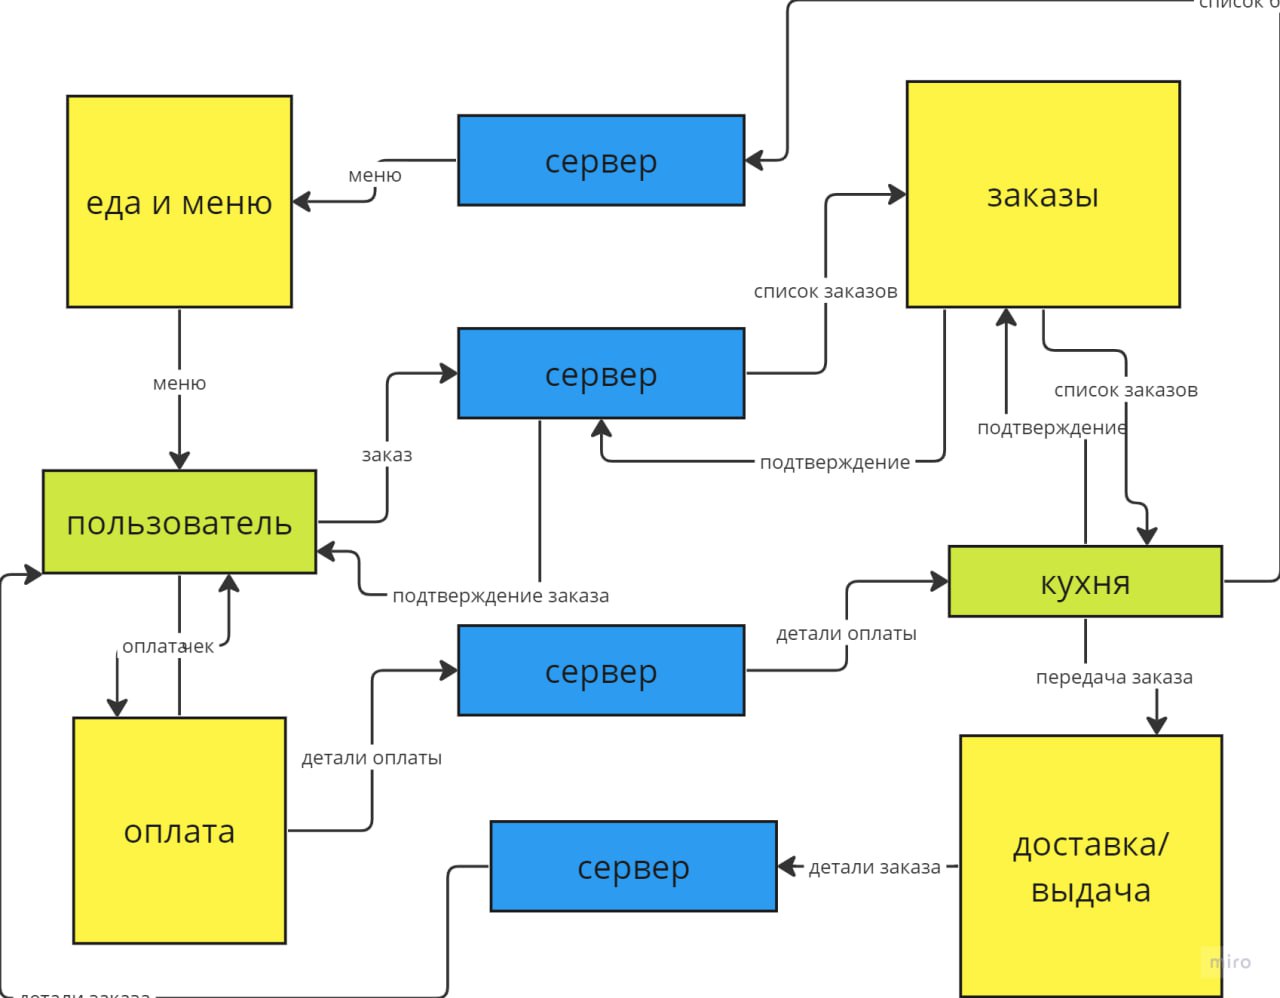 список б
еда и меню
меню
сервер
заказы
список заказов
меню
сервер
список заказов
подтверждение
заказ
подтверждение
пользователь
кухня
подтверждение заказа
оплата
чек
детали оплаты
сервер
передача заказа
детали оплаты
оплата
сервер
детали заказа
доставка/
выдача
miro
детали заказа